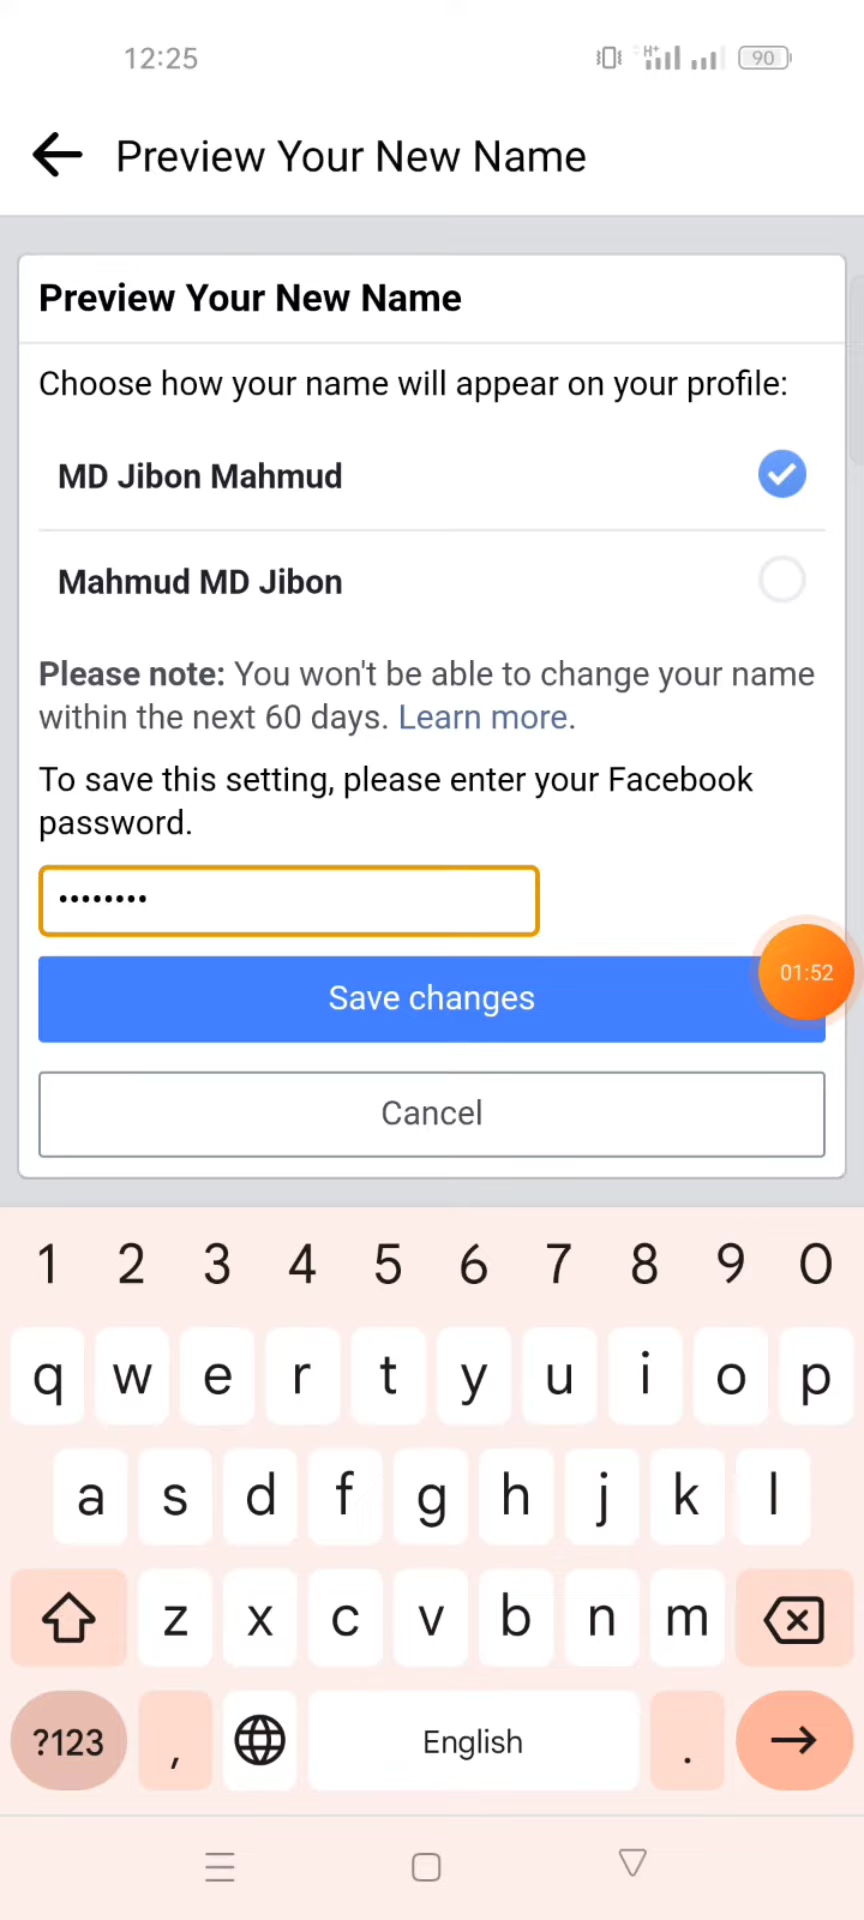 12:25
H+
90
Preview Your New Name
Preview Your New Name
Choose how your name will appear on your profile:
MD Jibon Mahmud
Mahmud MD Jibon
Please note: You won't be able to change your name
within the next 60 days. Learn more.
To save this setting, please enter your Facebook
password.
••••••••
01:52
Save changes
Cancel
1 2 3 4 5 6 7 8 9 0
q w e r t y u i o p
a s d f g h j k l
z x c v b n m
?123 , English .